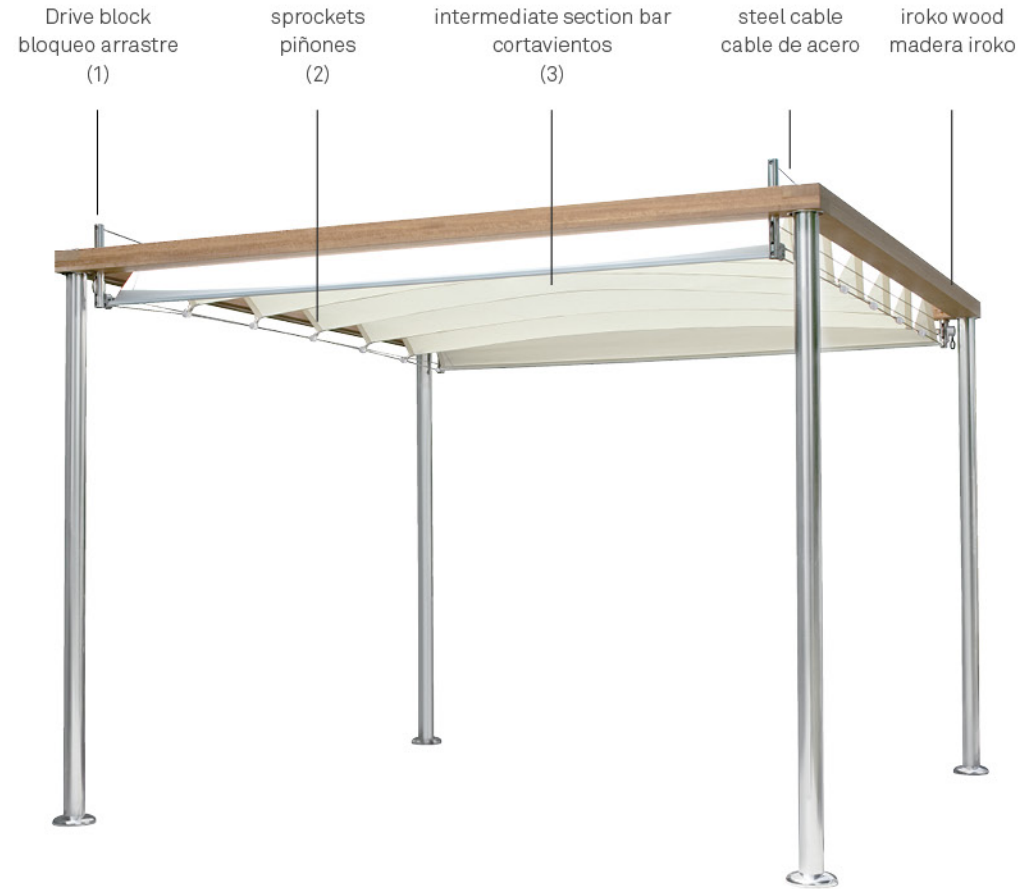 Drive block
bloqueo arrastre
(1)
sprockets
piñones
(2)
intermediate section bar
cortavientos
(3)
steel cable
cable de acero
iroko wood
madera iroko